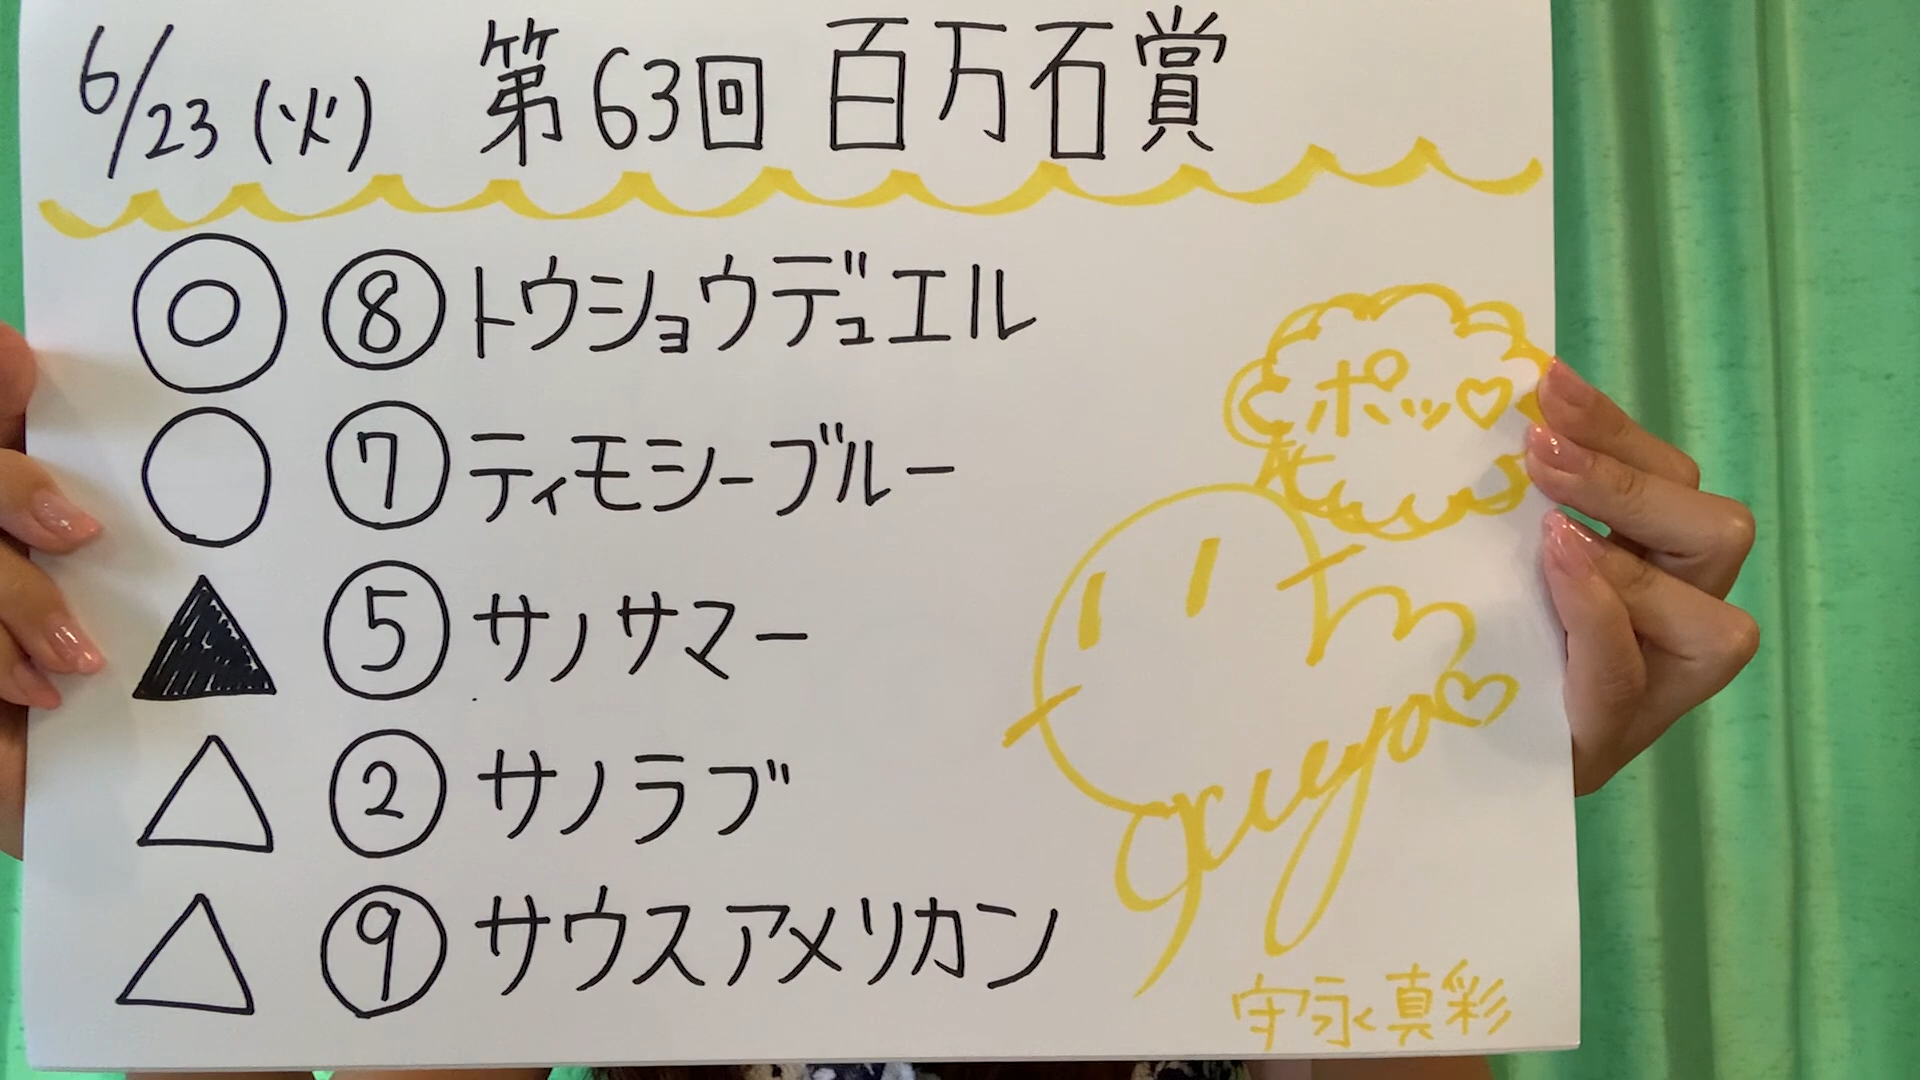 6/23(火) 第63回 百万石賞
◎ ⑧ トウショウデュエル
○ ⑦ ティモシーブルー
▲ ⑤ サノサマー
△ ② サノラブ
△ ⑨ サウスアメリカン
ポッ♡
守永真彩